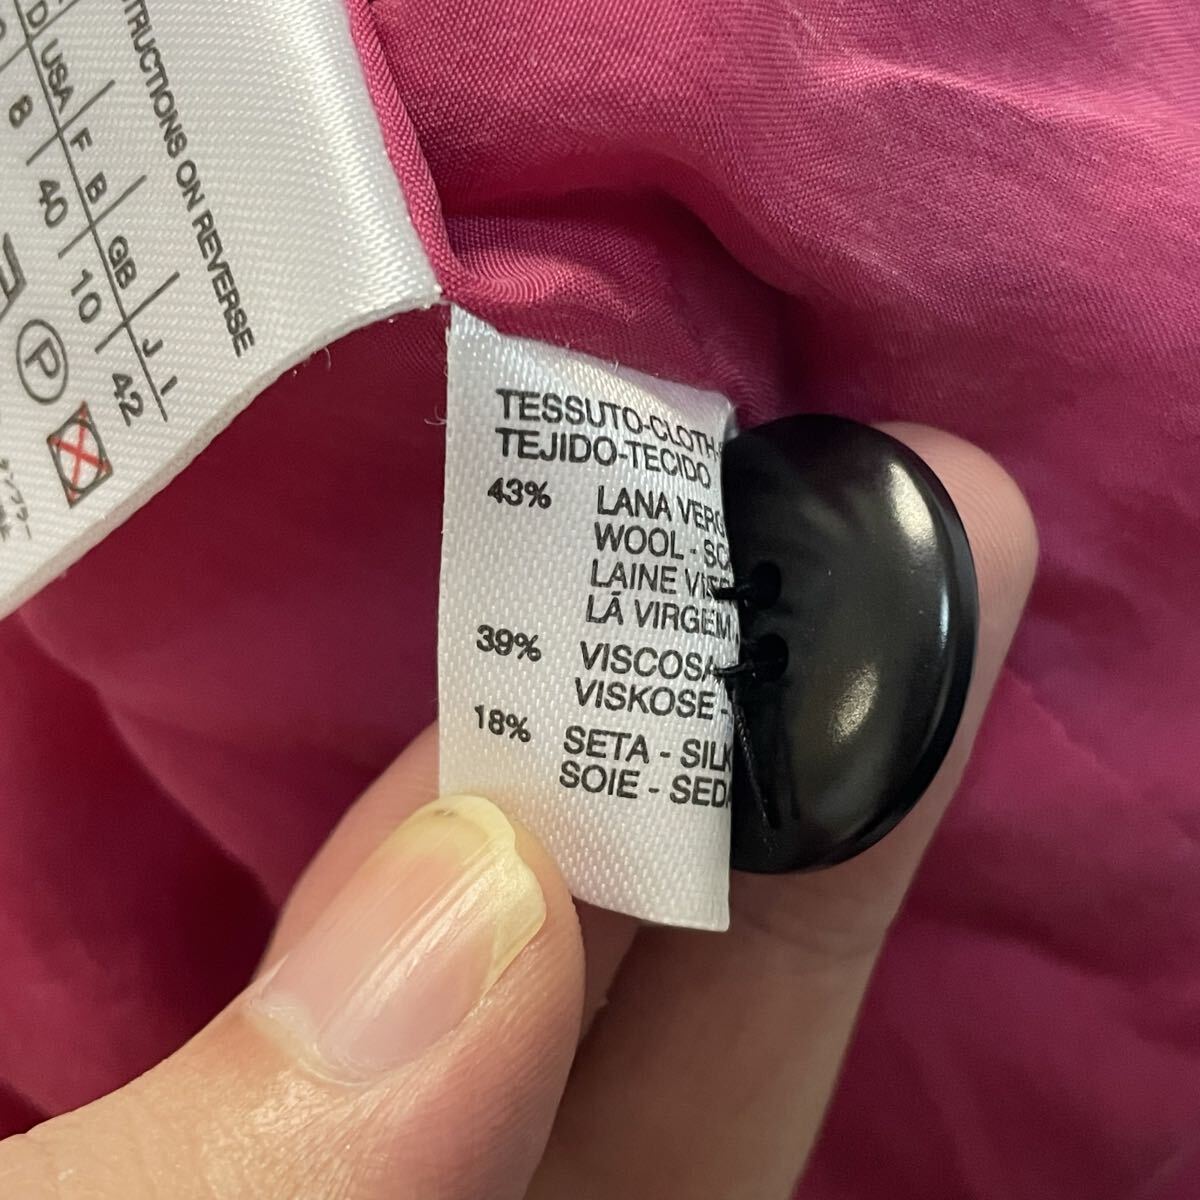 STRUCTIONS ON REVERSE
D USA F B GB J I
8 40 10 42
P
TESSUTO-CLOTH
TEJIDO-TECIDO
43% LANA VERG
WOOL - SC
LAINE VIE
LÃ VIRGEM
39% VISCOSA
VISKOSE -
18% SETA - SILK
SOIE - SEDA